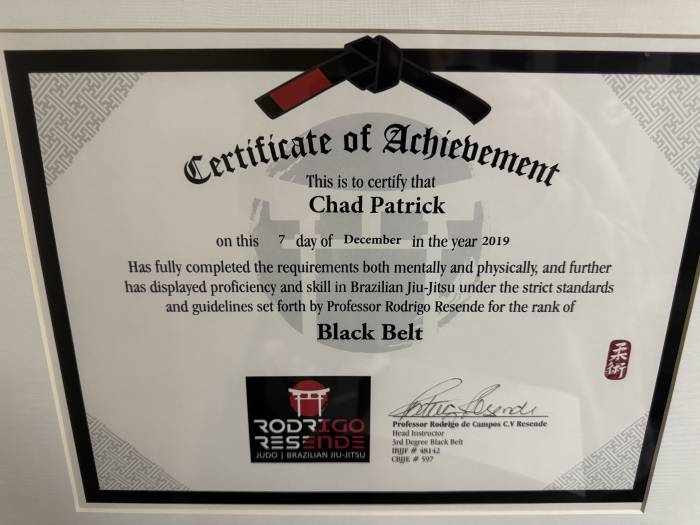 Certificate of Achievement
This is to certify that
Chad Patrick
on this 7 day of December in the year 2019
Has fully completed the requirements both mentally and physically, and further
has displayed proficiency and skill in Brazilian Jiu-Jitsu under the strict standards
and guidelines set forth by Professor Rodrigo Resende for the rank of
Black Belt
柔術
RODRIGO
RESENDE
JUDO | BRAZILIAN JIU-JITSU
Professor Rodrigo de Campos C.V Resende
Head Instructor
3rd Degree Black Belt
IBJJF # 48142
CBJJE # 597